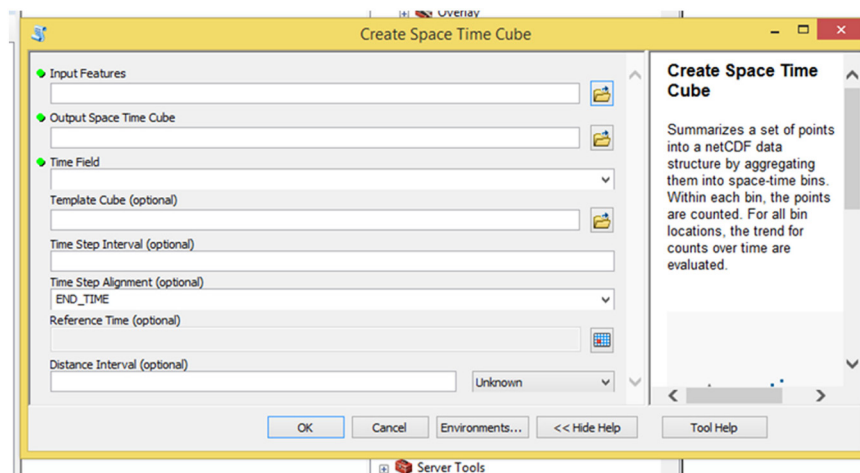 Overlay
Create Space Time Cube
Input Features
Output Space Time Cube
Time Field
Template Cube (optional)
Time Step Interval (optional)
Time Step Alignment (optional)
END_TIME
Reference Time (optional)
Distance Interval (optional)
Unknown
OK
Cancel
Environments...
<< Hide Help
Create Space Time
Cube
Summarizes a set of points
into a netCDF data
structure by aggregating
them into space-time bins.
Within each bin, the points
are counted. For all bin
locations, the trend for
counts over time are
evaluated.
Tool Help
Server Tools